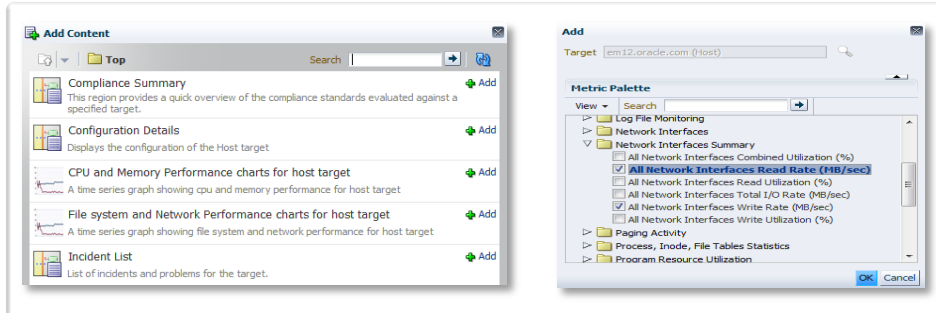 Add Content
Top Search
Compliance Summary
Add
This region provides a quick overview of the compliance standards evaluated against a
specified target.
Configuration Details
Add
Displays the configuration of the Host target
CPU and Memory Performance charts for host target
Add
A time series graph showing cpu and memory performance for host target
File system and Network Performance charts for host target
Add
A time series graph showing file system and network performance for host target
Incident List
Add
List of incidents and problems for the target.
Add
Target em12.oracle.com (Host)
Metric Palette
View Search
Log File Monitoring
Network Interfaces
Network Interfaces Summary
All Network Interfaces Combined Utilization (%)
All Network Interfaces Read Rate (MB/sec)
All Network Interfaces Read Utilization (%)
All Network Interfaces Total I/O Rate (MB/sec)
All Network Interfaces Write Rate (MB/sec)
All Network Interfaces Write Utilization (%)
Paging Activity
Process, Inode, File Tables Statistics
Program Resource Utilization
OK Cancel